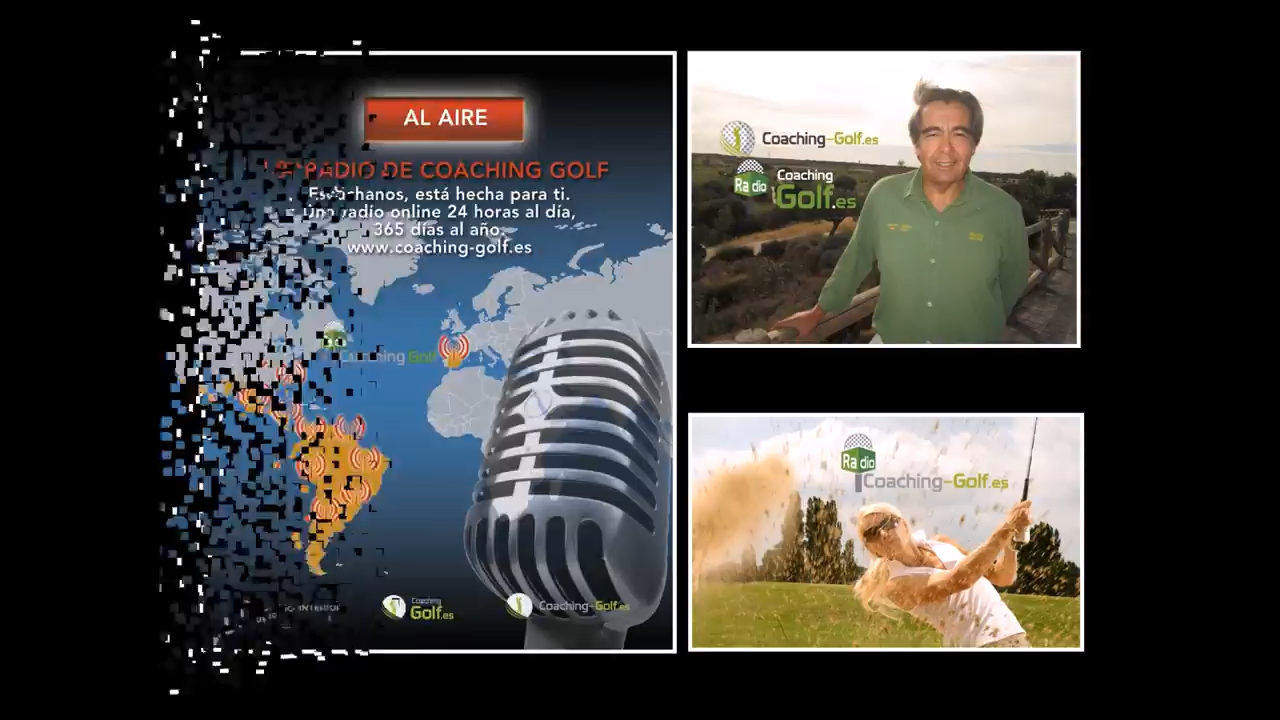 AL AIRE
RADIO DE COACHING GOLF
está hecha para ti.
radio online 24 horas al día,
365 días al año.
www.coaching-golf.es
Coaching Golf
Coaching
Golf.es
Coaching-Golf.es
Coaching-Golf.es
Radio
Coaching
Golf.es
Radio
Coaching-Golf.es